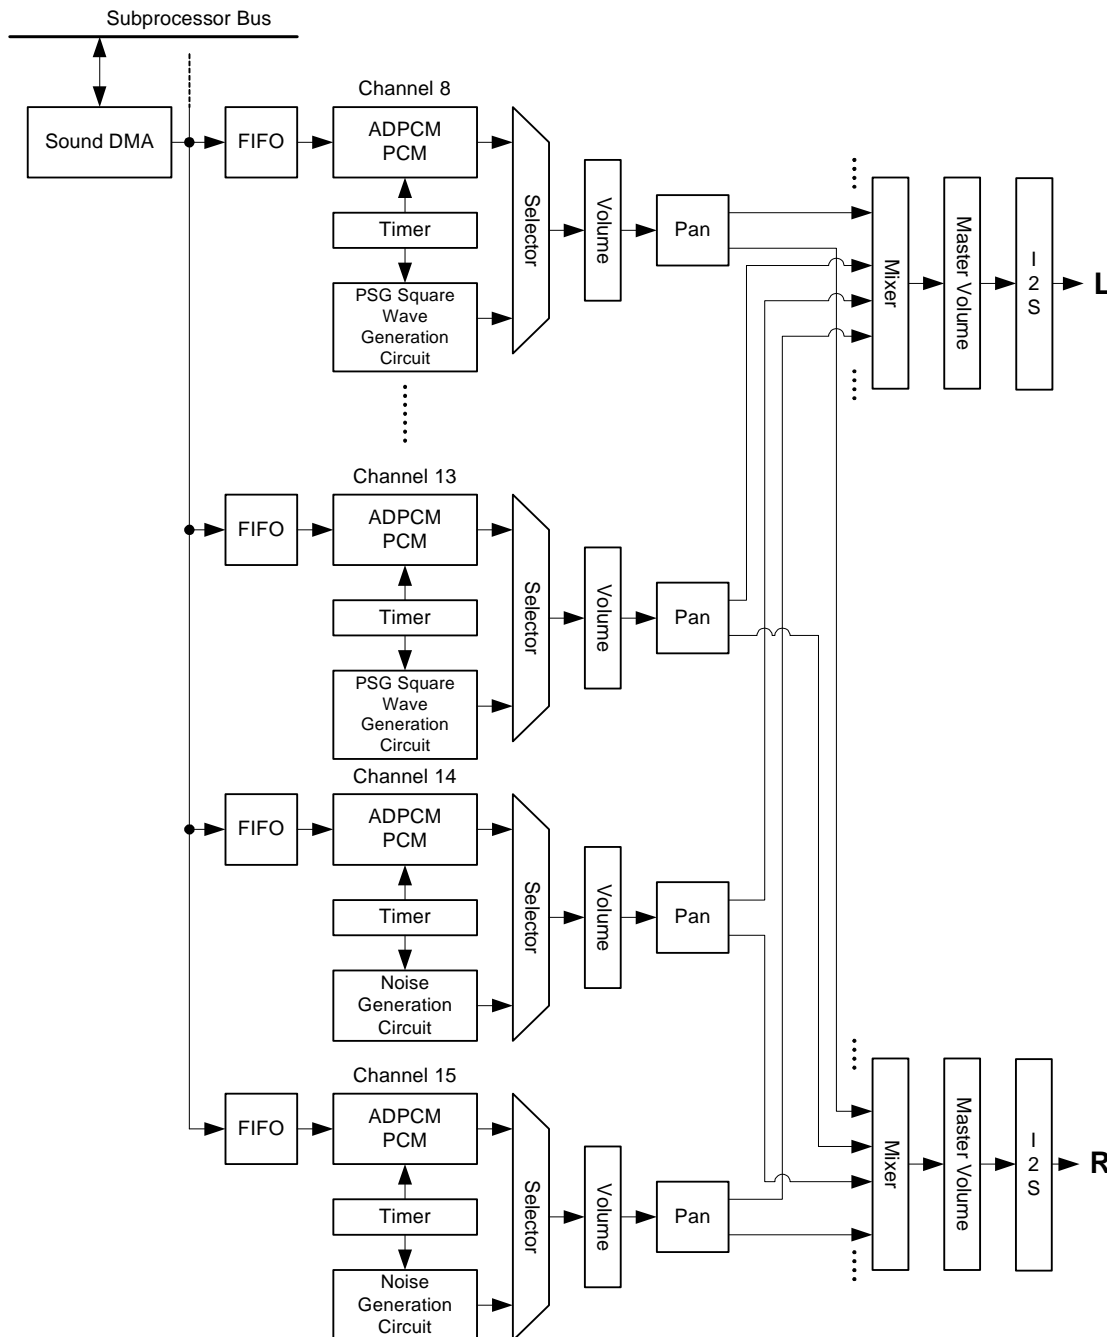 Subprocessor Bus
Channel 8
Sound DMA
FIFO
ADPCM
PCM
Timer
PSG Square
Wave
Generation
Circuit
Selector
Volume
Pan
Mixer
Master Volume
I
2
S
L
Channel 13
FIFO
ADPCM
PCM
Timer
PSG Square
Wave
Generation
Circuit
Selector
Volume
Pan
Channel 14
FIFO
ADPCM
PCM
Timer
Noise
Generation
Circuit
Selector
Volume
Pan
Channel 15
FIFO
ADPCM
PCM
Timer
Noise
Generation
Circuit
Selector
Volume
Pan
Mixer
Master Volume
I
2
S
R